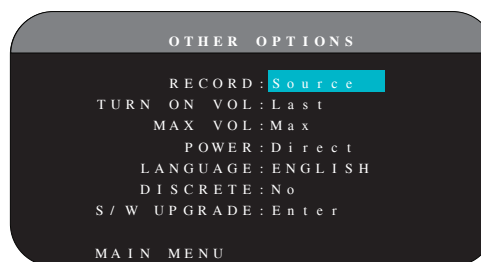 OTHER OPTIONS
RECORD:Source
TURN ON VOL:Last
MAX VOL:Max
POWER:Direct
LANGUAGE:ENGLISH
DISCRETE:No
S/W UPGRADE:Enter
MAIN MENU